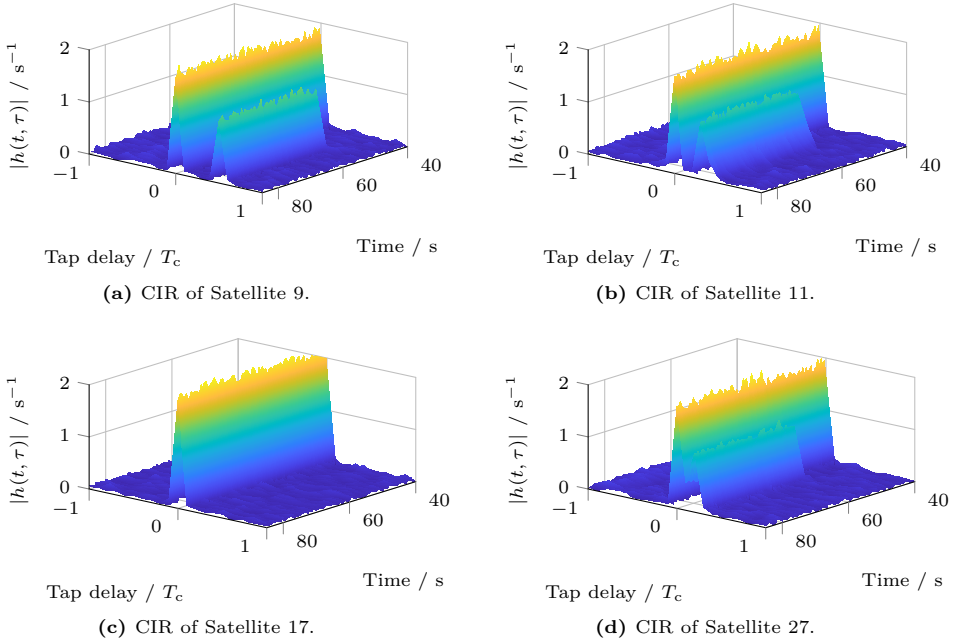 2
1
0
|h(t, τ)| / s⁻¹
−1
0
1
80
60
40
Tap delay / T_c
Time / s
(a) CIR of Satellite 9.
2
1
0
|h(t, τ)| / s⁻¹
−1
0
1
80
60
40
Tap delay / T_c
Time / s
(b) CIR of Satellite 11.
2
1
0
|h(t, τ)| / s⁻¹
−1
0
1
80
60
40
Tap delay / T_c
Time / s
(c) CIR of Satellite 17.
2
1
0
|h(t, τ)| / s⁻¹
−1
0
1
80
60
40
Tap delay / T_c
Time / s
(d) CIR of Satellite 27.